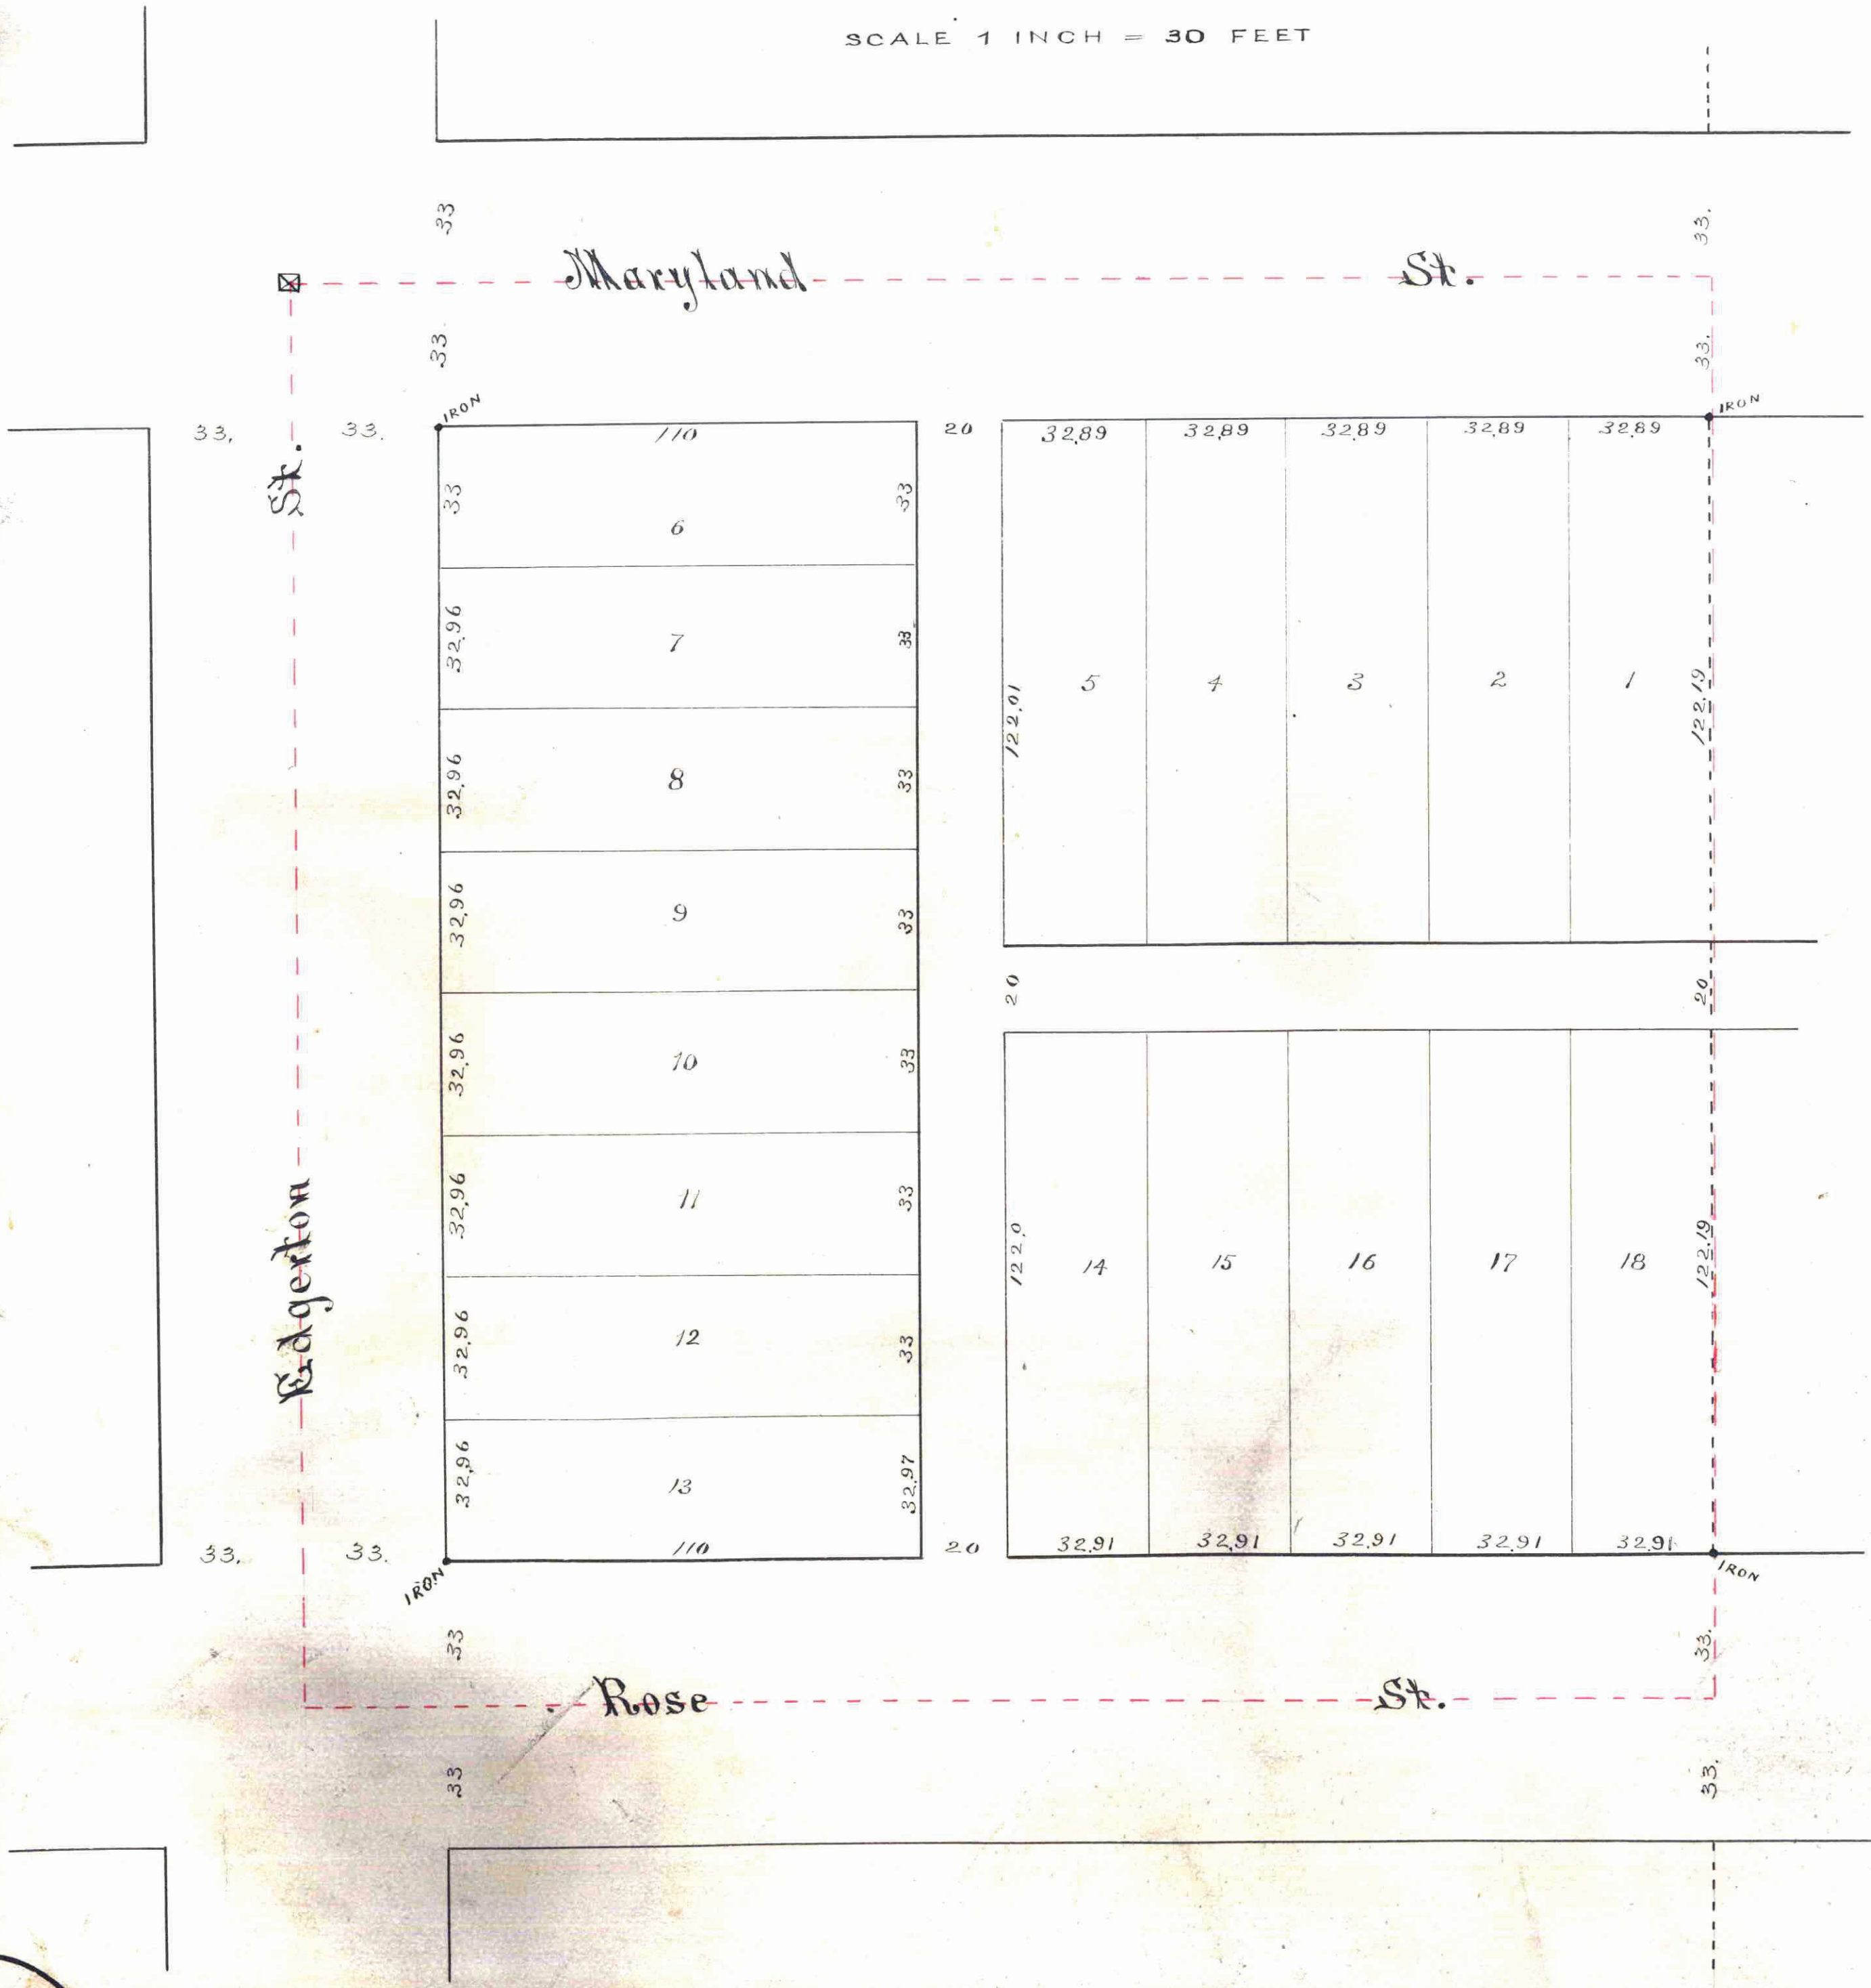 SCALE 1 INCH = 30 FEET
33 33.
Maryland St.
33 33.
IRON IRON
33. 33. 110 20 32,89 32,89 32,89 32,89 32,89
St.
33 6 33
32,96 7 33
122,01 5 4 3 2 1 122,19
32,96 8 33
32,96 9 33
20 20
32,96 10 33
32,96 11 33
122,0 14 15 16 17 18 122,19
Edgerton
32,96 12 33
32,96 13 32,97
33. 33. 110 20 32,91 32,91 32,91 32,91 32,91
IRON IRON
33 33.
Rose St.
33 33.